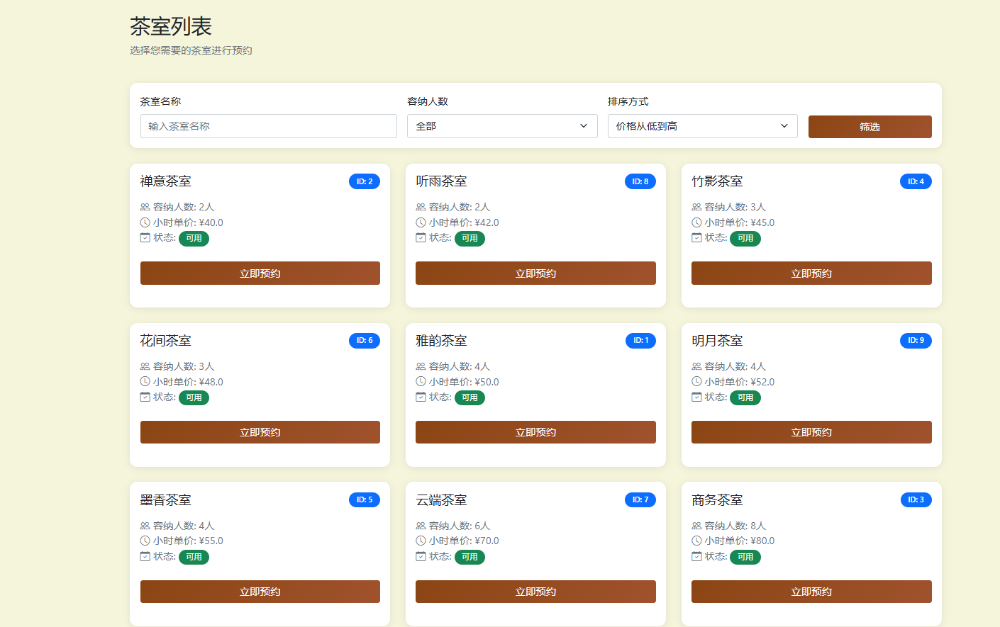 茶室列表
选择您需要的茶室进行预约
茶室名称
容纳人数
排序方式
输入茶室名称
全部
价格从低到高
筛选
禅意茶室
ID: 2
容纳人数: 2人
小时单价: ¥40.0
状态: 可用
立即预约
听雨茶室
ID: 8
容纳人数: 2人
小时单价: ¥42.0
状态: 可用
立即预约
竹影茶室
ID: 4
容纳人数: 3人
小时单价: ¥45.0
状态: 可用
立即预约
花间茶室
ID: 6
容纳人数: 3人
小时单价: ¥48.0
状态: 可用
立即预约
雅韵茶室
ID: 1
容纳人数: 4人
小时单价: ¥50.0
状态: 可用
立即预约
明月茶室
ID: 9
容纳人数: 4人
小时单价: ¥52.0
状态: 可用
立即预约
墨香茶室
ID: 5
容纳人数: 4人
小时单价: ¥55.0
状态: 可用
立即预约
云端茶室
ID: 7
容纳人数: 6人
小时单价: ¥70.0
状态: 可用
立即预约
商务茶室
ID: 3
容纳人数: 8人
小时单价: ¥80.0
状态: 可用
立即预约